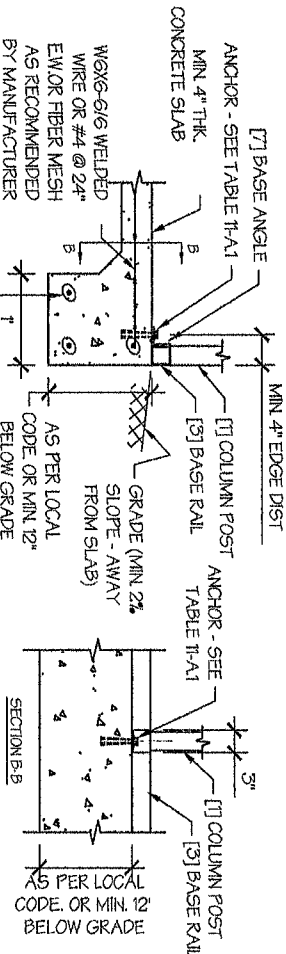 [7] BASE ANGLE
ANCHOR - SEE TABLE 11-A.1
MIN. 4" THK.
CONCRETE SLAB
W6X6-6/6 WELDED
WIRE OR #4 @ 24"
E.W.OR FIBER MESH
AS RECOMMENDED
BY MANUFACTURER
B
B
MIN. 4" EDGE DIST
[1] COLUMN POST
[3] BASE RAIL
GRADE (MIN. 2%
SLOPE - AWAY
FROM SLAB)
AS PER LOCAL
CODE. OR MIN. 12"
BELOW GRADE
1'
ANCHOR - SEE
TABLE 11-A.1
3"
[1] COLUMN POST
[3] BASE RAIL
SECTION B-B
AS PER LOCAL
CODE. OR MIN. 12'
BELOW GRADE